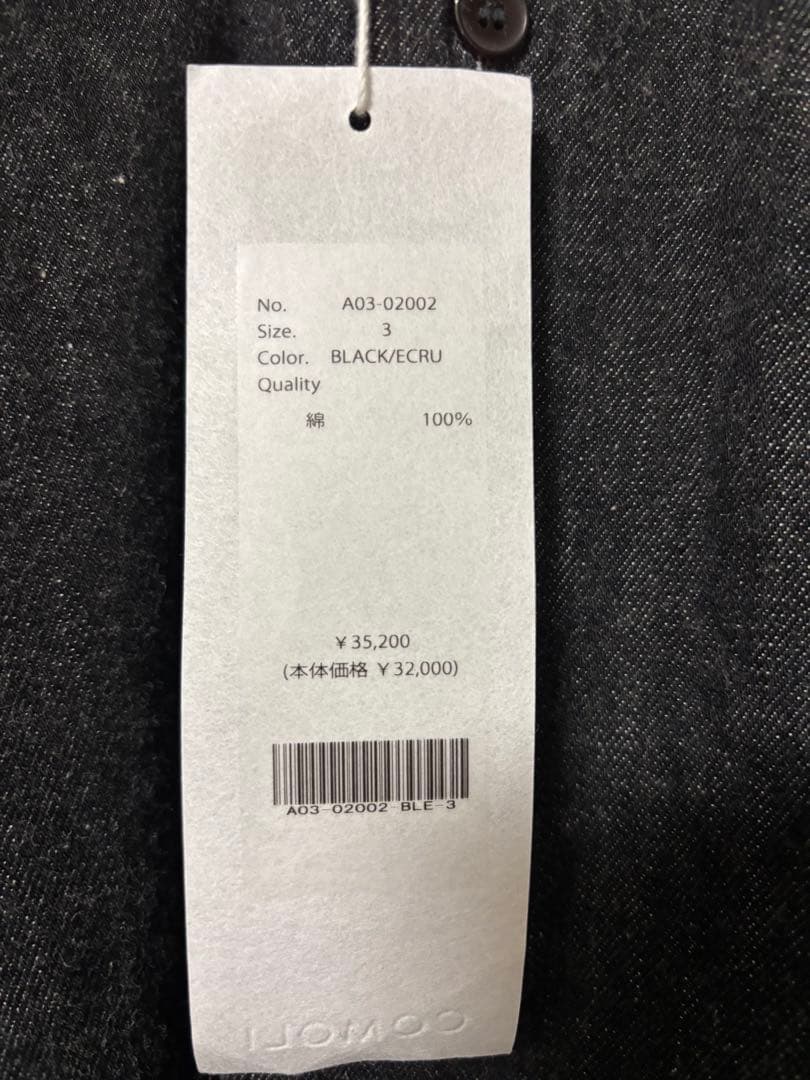 No. A03-02002
Size. 3
Color. BLACK/ECRU
Quality
綿 100%
¥35,200
(本体価格 ¥32,000)
A03-02002-BLE-3
COMOLI